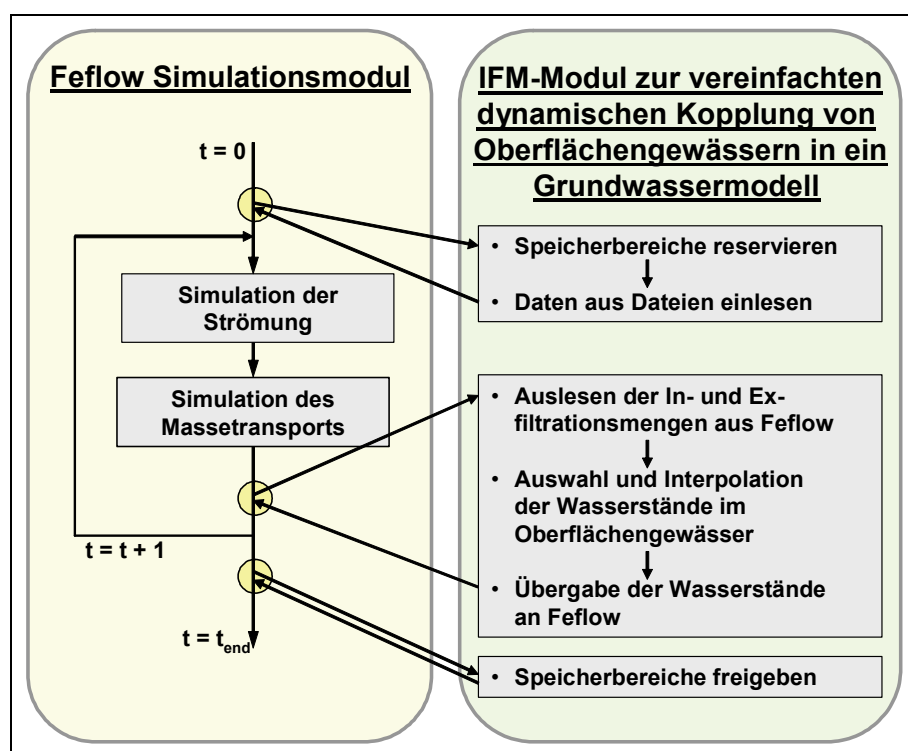 Feflow Simulationsmodul
t = 0
Simulation der
Strömung
Simulation des
Massetransports
t = t + 1
t = tend
IFM-Modul zur vereinfachten
dynamischen Kopplung von
Oberflächengewässern in ein
Grundwassermodell
• Speicherbereiche reservieren
• Daten aus Dateien einlesen
• Auslesen der In- und Ex-
filtrationsmengen aus Feflow
• Auswahl und Interpolation
der Wasserstände im
Oberflächengewässer
• Übergabe der Wasserstände
an Feflow
• Speicherbereiche freigeben